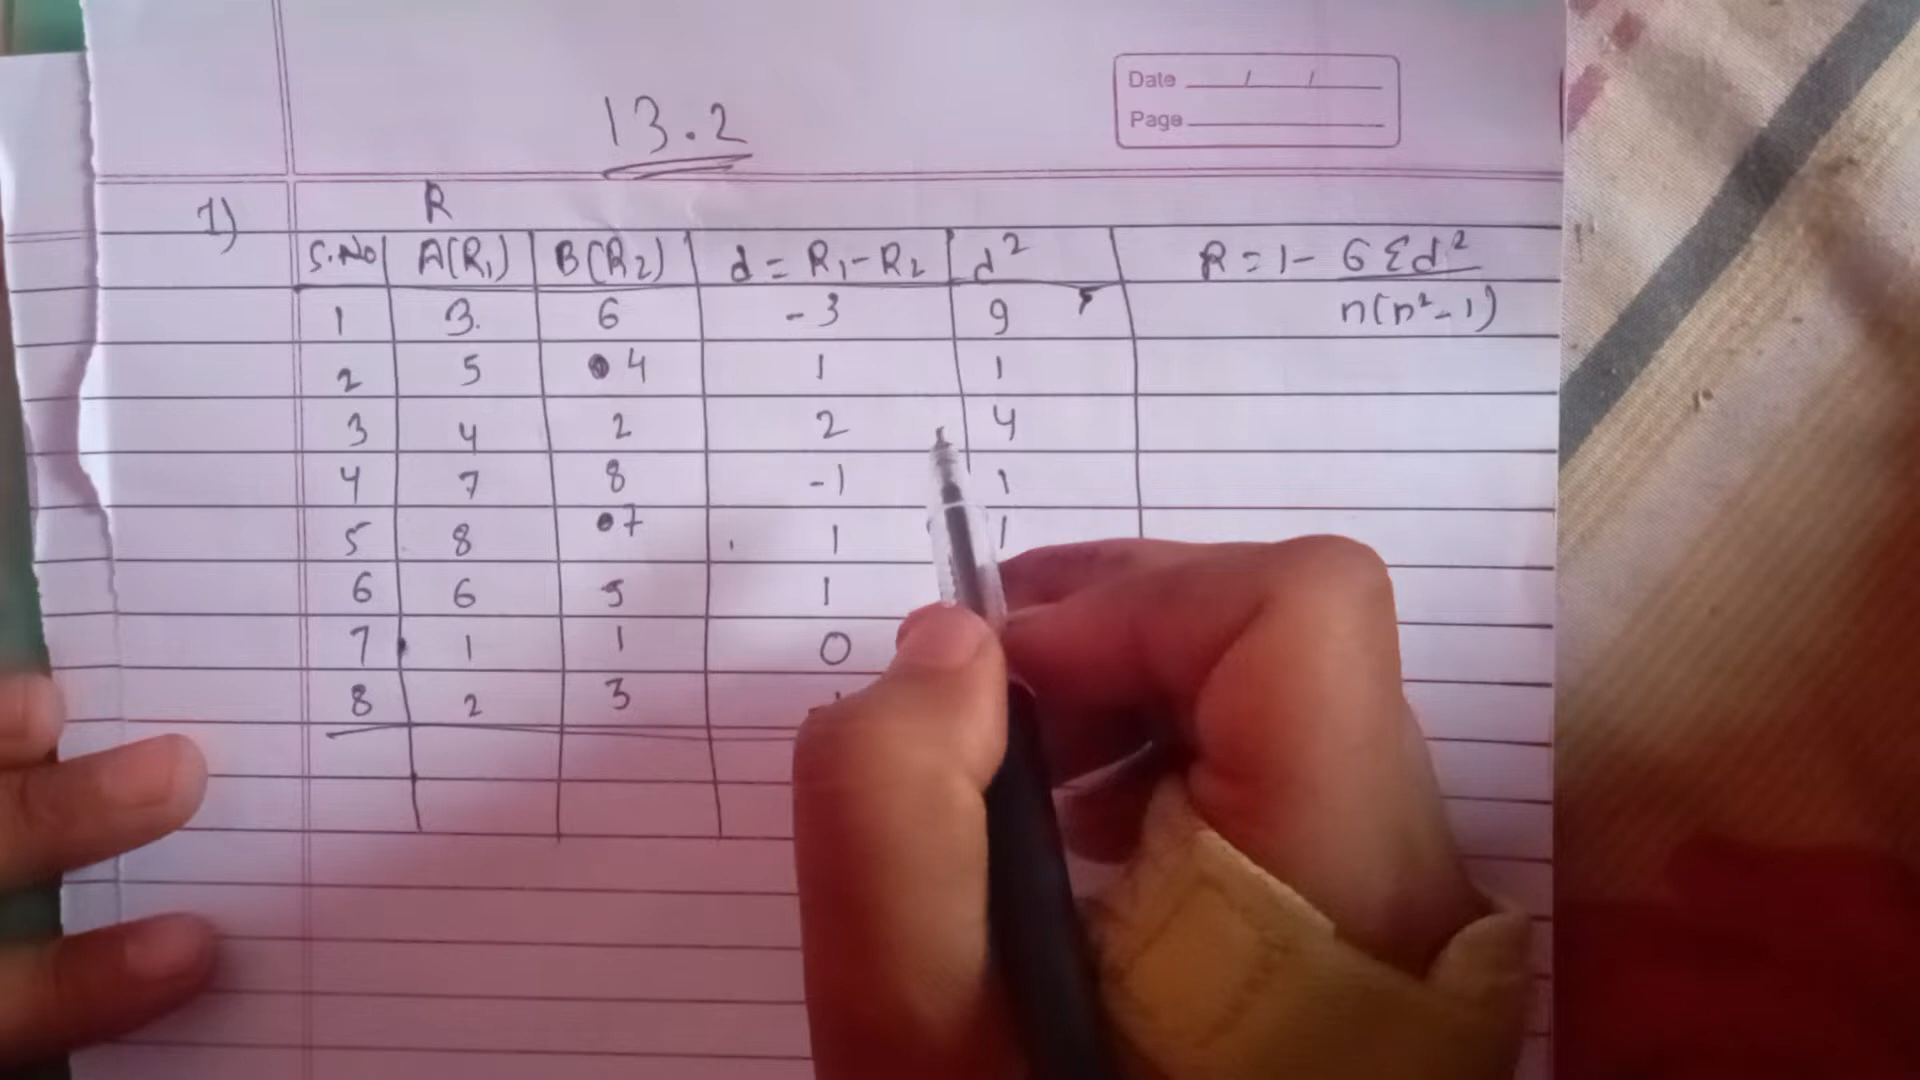 Date / /
Page
13.2
R
1)
S.No A(R₁) B(R₂) d = R₁-R₂ d² R = 1- 6Σd²
n(n²-1)
1 3. 6 -3 9
2 5 4 1 1
3 4 2 2 4
4 7 8 -1 1
5 8 7 1 1
6 6 5 1
7 1 1 0
8 2 3